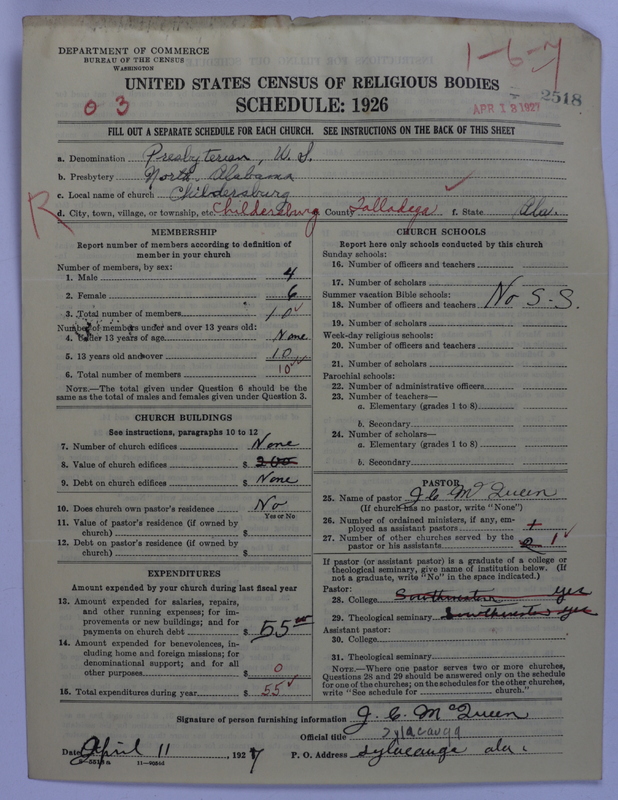 DEPARTMENT OF COMMERCE
BUREAU OF THE CENSUS
WASHINGTON
1-6-7
UNITED STATES CENSUS OF RELIGIOUS BODIES
SCHEDULE: 1926
03
APR 18 1927
2518
FILL OUT A SEPARATE SCHEDULE FOR EACH CHURCH. SEE INSTRUCTIONS ON THE BACK OF THIS SHEET
a. Denomination Presbyterian, U.S.
b. Presbytery North Alabama
c. Local name of church Childersburg
R
d. City, town, village, or township, etc. Childersburg County Talladega f. State Ala.
MEMBERSHIP
Report number of members according to definition of
member in your church
Number of members, by sex:
1. Male 4
2. Female 6
3. Total number of members 10
Number of members under and over 13 years old:
4. Under 13 years of age None
5. 13 years old and over 10
6. Total number of members 10
NOTE.—The total given under Question 6 should be the
same as the total of males and females given under Question 3.
CHURCH BUILDINGS
See instructions, paragraphs 10 to 12
7. Number of church edifices None
8. Value of church edifices $ 200
9. Debt on church edifices $ None
10. Does church own pastor's residence No
Yes or No
11. Value of pastor's residence (if owned by
church) $
12. Debt on pastor's residence (if owned by
church) $
EXPENDITURES
Amount expended by your church during last fiscal year
13. Amount expended for salaries, repairs,
and other running expenses; for im-
provements or new buildings; and for
payments on church debt $ 55 00
14. Amount expended for benevolences, in-
cluding home and foreign missions; for
denominational support; and for all
other purposes $ 0
15. Total expenditures during year $ 55
CHURCH SCHOOLS
Report here only schools conducted by this church
Sunday schools:
16. Number of officers and teachers
17. Number of scholars
Summer vacation Bible schools:
18. Number of officers and teachers No S.S.
19. Number of scholars
Week-day religious schools:
20. Number of officers and teachers
21. Number of scholars
Parochial schools:
22. Number of administrative officers
23. Number of teachers—
a. Elementary (grades 1 to 8)
b. Secondary
24. Number of scholars—
a. Elementary (grades 1 to 8)
b. Secondary
PASTOR
25. Name of pastor J C McQueen
(If church has no pastor, write "None")
26. Number of ordained ministers, if any, em-
ployed as assistant pastors
27. Number of other churches served by the
pastor or his assistants 2 1
If pastor (or assistant pastor) is a graduate of a college or
theological seminary, give name of institution below. (If
not a graduate, write "No" in the space indicated.)
Pastor:
28. College Southwestern yes
29. Theological seminary Southwestern yes
Assistant pastor:
30. College
31. Theological seminary
NOTE.—Where one pastor serves two or more churches,
Questions 28 and 29 should be answered only on the schedule
for one of the churches; on the schedules for the other churches,
write "See schedule for church."
Signature of person furnishing information J. C. McQueen
Official title Sylacauga
Date April 11, 1927 P. O. Address Sylacauga ala.